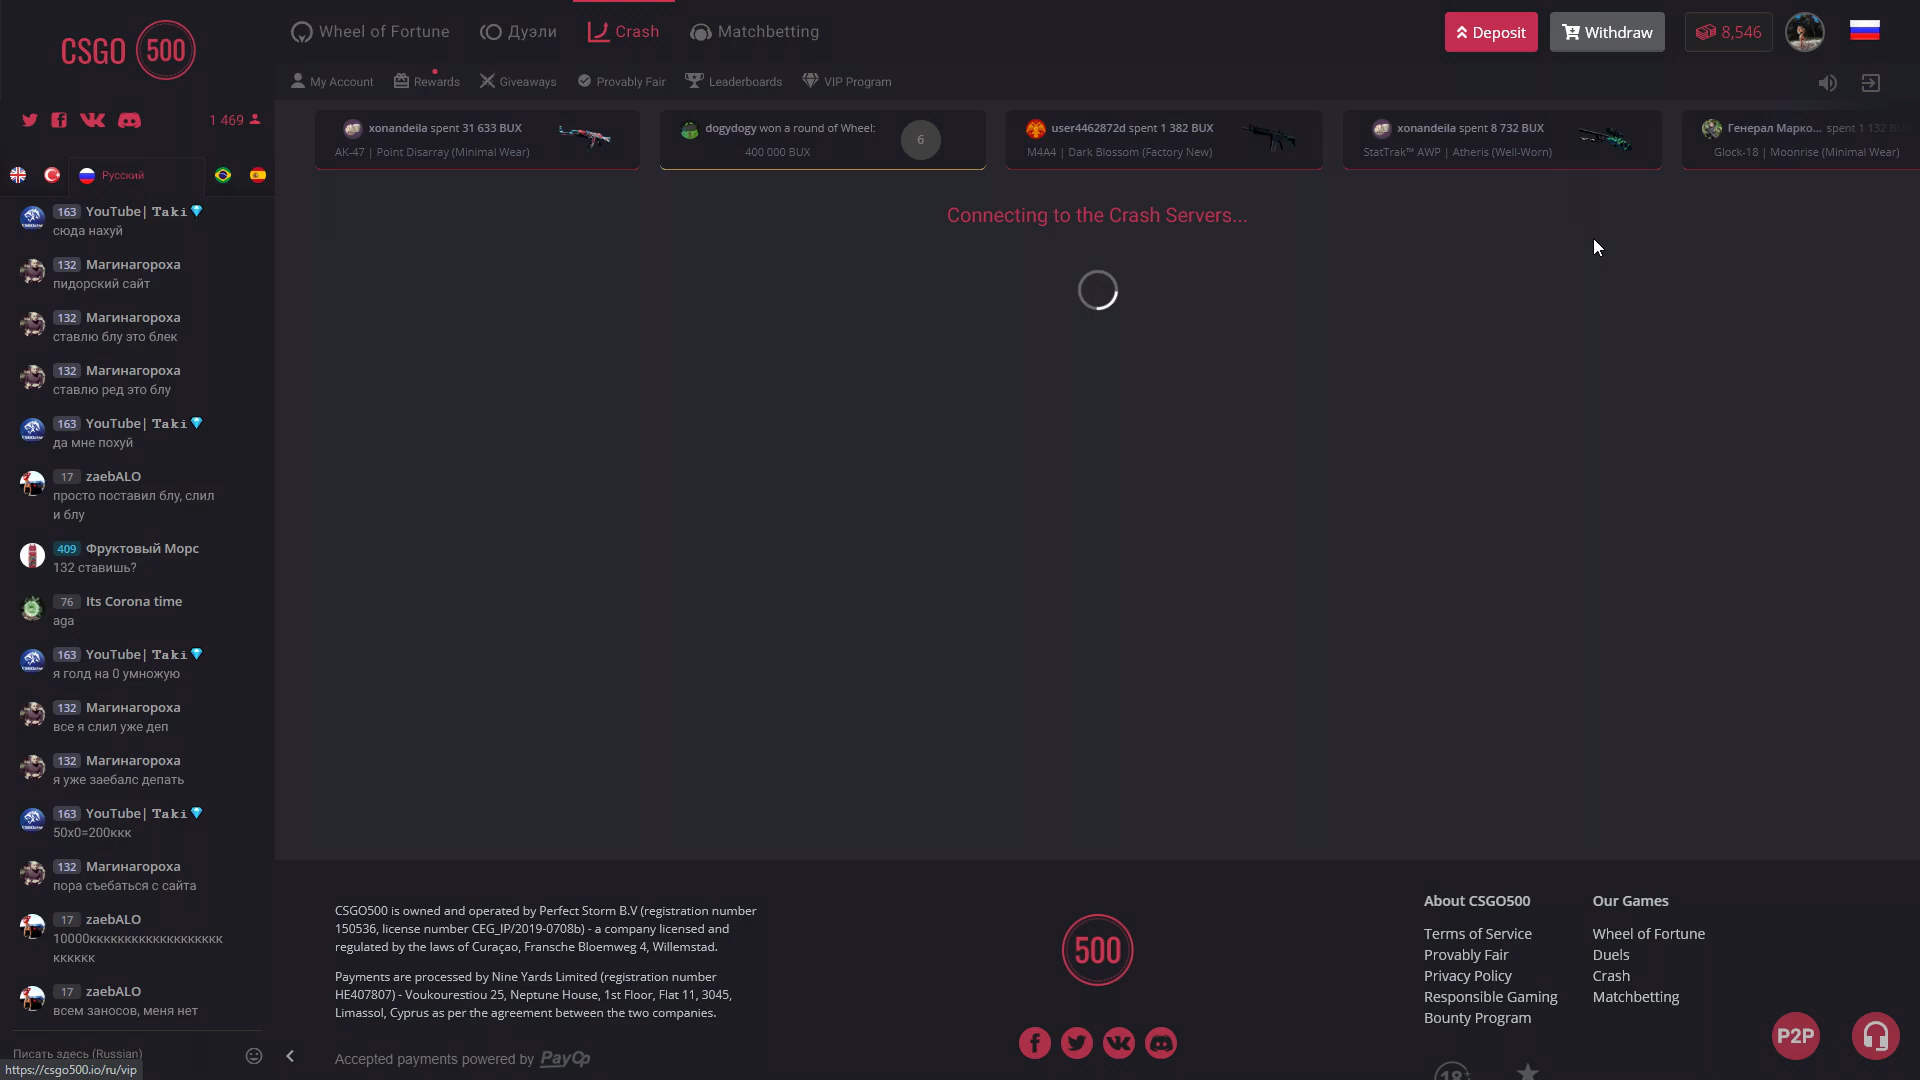 CSGO 500
Wheel of Fortune
Дуэли
Crash
Matchbetting
Deposit
Withdraw
8,546
My Account
Rewards
Giveaways
Provably Fair
Leaderboards
VIP Program
1 469
Русский
xonandeila spent 31 633 BUX
AK-47 | Point Disarray (Minimal Wear)
dogydogy won a round of Wheel:
400 000 BUX
6
user4462872d spent 1 382 BUX
M4A4 | Dark Blossom (Factory New)
xonandeila spent 8 732 BUX
StatTrak™ AWP | Atheris (Well-Worn)
Генерал Марко... spent 1 132 BUX
Glock-18 | Moonrise (Minimal Wear)
Connecting to the Crash Servers...
163 YouTube| Taki💎
сюда нахуй
132 Магинагороха
пидорский сайт
132 Магинагороха
ставлю блу это блек
132 Магинагороха
ставлю ред это блу
163 YouTube| Taki💎
да мне похуй
17 zaebALO
просто поставил блу, слил
и блу
409 Фруктовый Морс
132 ставишь?
76 Its Corona time
aga
163 YouTube| Taki💎
я голд на 0 умножую
132 Магинагороха
все я слил уже деп
132 Магинагороха
я уже заебалс депать
163 YouTube| Taki💎
50x0=200ккк
132 Магинагороха
пора съебаться с сайта
17 zaebALO
10000ккккккккккккккккккк
кккккк
17 zaebALO
всем заносов, меня нет
Писать здесь (Russian)
https://csgo500.io/ru/vip
CSGO500 is owned and operated by Perfect Storm B.V (registration number
150536, license number CEG_IP/2019-0708b) - a company licensed and
regulated by the laws of Curaçao, Fransche Bloemweg 4, Willemstad.
Payments are processed by Nine Yards Limited (registration number
HE407807) - Voukourestiou 25, Neptune House, 1st Floor, Flat 11, 3045,
Limassol, Cyprus as per the agreement between the two companies.
Accepted payments powered by PayOp
500
About CSGO500
Terms of Service
Provably Fair
Privacy Policy
Responsible Gaming
Bounty Program
Our Games
Wheel of Fortune
Duels
Crash
Matchbetting
18+
P2P